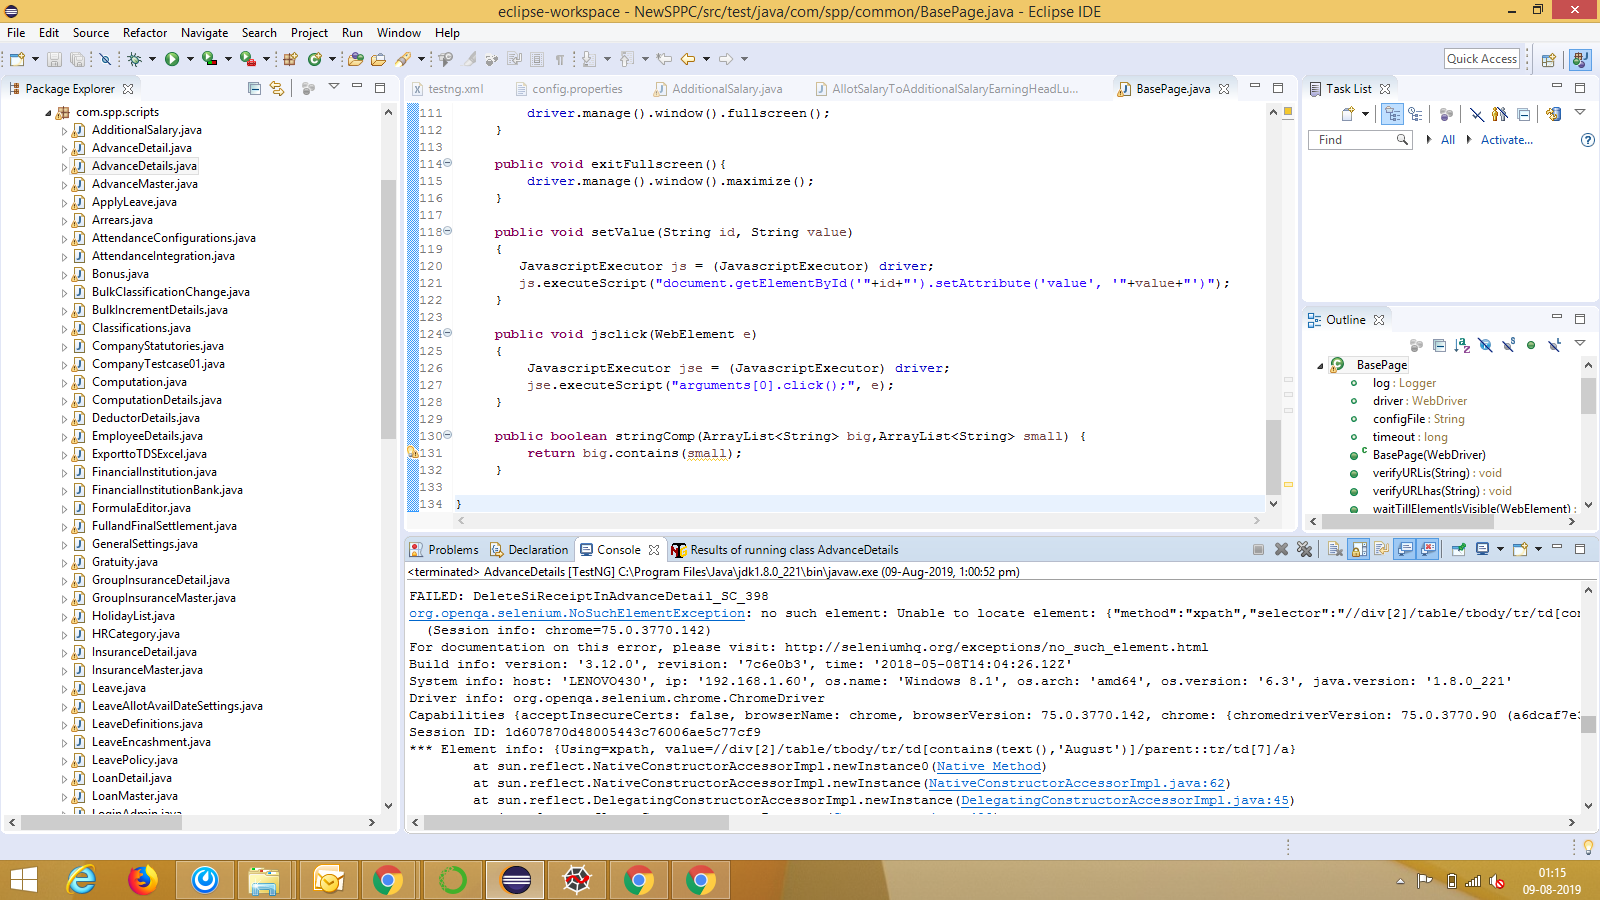 eclipse-workspace - NewSPPC/src/test/java/com/spp/common/BasePage.java - Eclipse IDE
File Edit Source Refactor Navigate Search Project Run Window Help
Quick Access
Package Explorer
com.spp.scripts
AdditionalSalary.java
AdvanceDetail.java
AdvanceDetails.java
AdvanceMaster.java
ApplyLeave.java
Arrears.java
AttendanceConfigurations.java
AttendanceIntegration.java
Bonus.java
BulkClassificationChange.java
BulkIncrementDetails.java
Classifications.java
CompanyStatutories.java
CompanyTestcase01.java
Computation.java
ComputationDetails.java
DeductorDetails.java
EmployeeDetails.java
ExporttoTDSExcel.java
FinancialInstitution.java
FinancialInstitutionBank.java
FormulaEditor.java
FullandFinalSettlement.java
GeneralSettings.java
Gratuity.java
GroupInsuranceDetail.java
GroupInsuranceMaster.java
HolidayList.java
HRCategory.java
InsuranceDetail.java
InsuranceMaster.java
Leave.java
LeaveAllotAvailDateSettings.java
LeaveDefinitions.java
LeaveEncashment.java
LeavePolicy.java
LoanDetail.java
LoanMaster.java
LoginAdmin.java
testng.xml config.properties AdditionalSalary.java AllotSalaryToAdditionalSalaryEarningHeadLu... BasePage.java
111 driver.manage().window().fullscreen();
112 }
113
114 public void exitFullscreen(){
115 driver.manage().window().maximize();
116 }
117
118 public void setValue(String id, String value)
119 {
120 JavascriptExecutor js = (JavascriptExecutor) driver;
121 js.executeScript("document.getElementById('"+id+"').setAttribute('value', '"+value+"')");
122 }
123
124 public void jsclick(WebElement e)
125 {
126 JavascriptExecutor jse = (JavascriptExecutor) driver;
127 jse.executeScript("arguments[0].click();", e);
128 }
129
130 public boolean stringComp(ArrayList<String> big,ArrayList<String> small) {
131 return big.contains(small);
132 }
133
134 }
Task List
Find All Activate...
Outline
BasePage
log : Logger
driver : WebDriver
configFile : String
timeout : long
BasePage(WebDriver)
verifyURLis(String) : void
verifyURLhas(String) : void
waitTillElementIsVisible(WebElement) :
Problems Declaration Console Results of running class AdvanceDetails
<terminated> AdvanceDetails [TestNG] C:\Program Files\Java\jdk1.8.0_221\bin\javaw.exe (09-Aug-2019, 1:00:52 pm)
FAILED: DeleteSiReceiptInAdvanceDetail_SC_398
org.openqa.selenium.NoSuchElementException: no such element: Unable to locate element: {"method":"xpath","selector":"//div[2]/table/tbody/tr/td[con
(Session info: chrome=75.0.3770.142)
For documentation on this error, please visit: http://seleniumhq.org/exceptions/no_such_element.html
Build info: version: '3.12.0', revision: '7c6e0b3', time: '2018-05-08T14:04:26.12Z'
System info: host: 'LENOVO430', ip: '192.168.1.60', os.name: 'Windows 8.1', os.arch: 'amd64', os.version: '6.3', java.version: '1.8.0_221'
Driver info: org.openqa.selenium.chrome.ChromeDriver
Capabilities {acceptInsecureCerts: false, browserName: chrome, browserVersion: 75.0.3770.142, chrome: {chromedriverVersion: 75.0.3770.90 (a6dcaf7e3
Session ID: 1d607870d48005443c76006ae5c77cf9
*** Element info: {Using=xpath, value=//div[2]/table/tbody/tr/td[contains(text(),'August')]/parent::tr/td[7]/a}
at sun.reflect.NativeConstructorAccessorImpl.newInstance0(Native Method)
at sun.reflect.NativeConstructorAccessorImpl.newInstance(NativeConstructorAccessorImpl.java:62)
at sun.reflect.DelegatingConstructorAccessorImpl.newInstance(DelegatingConstructorAccessorImpl.java:45)
01:15
09-08-2019